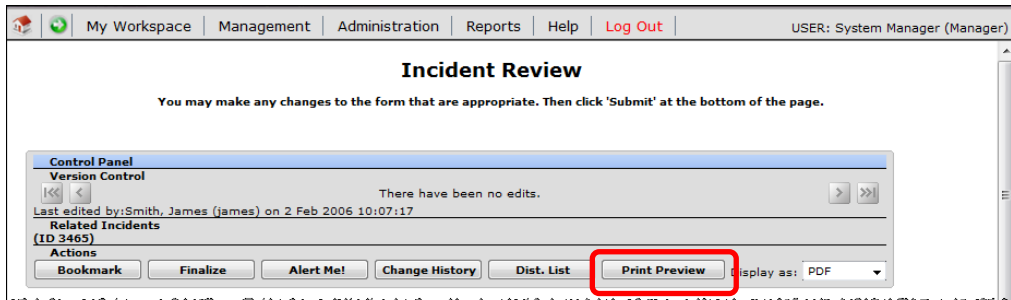 My Workspace | Management | Administration | Reports | Help | Log Out | USER: System Manager (Manager)
Incident Review
You may make any changes to the form that are appropriate. Then click 'Submit' at the bottom of the page.
Control Panel
Version Control
There have been no edits.
Last edited by:Smith, James (james) on 2 Feb 2006 10:07:17
Related Incidents
(ID 3465)
Actions
Bookmark Finalize Alert Me! Change History Dist. List Print Preview Display as: PDF